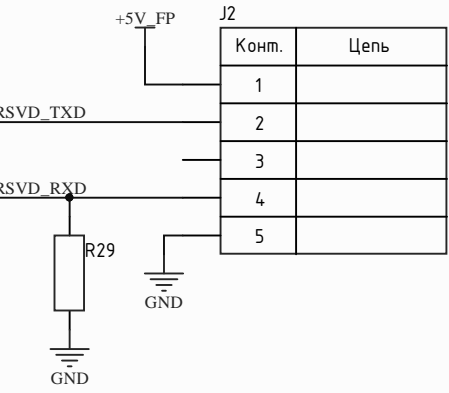 +5V_FP
J2
Конт. Цепь
1
RSVD_TXD
2
3
RSVD_RXD
4
5
R29
GND
GND